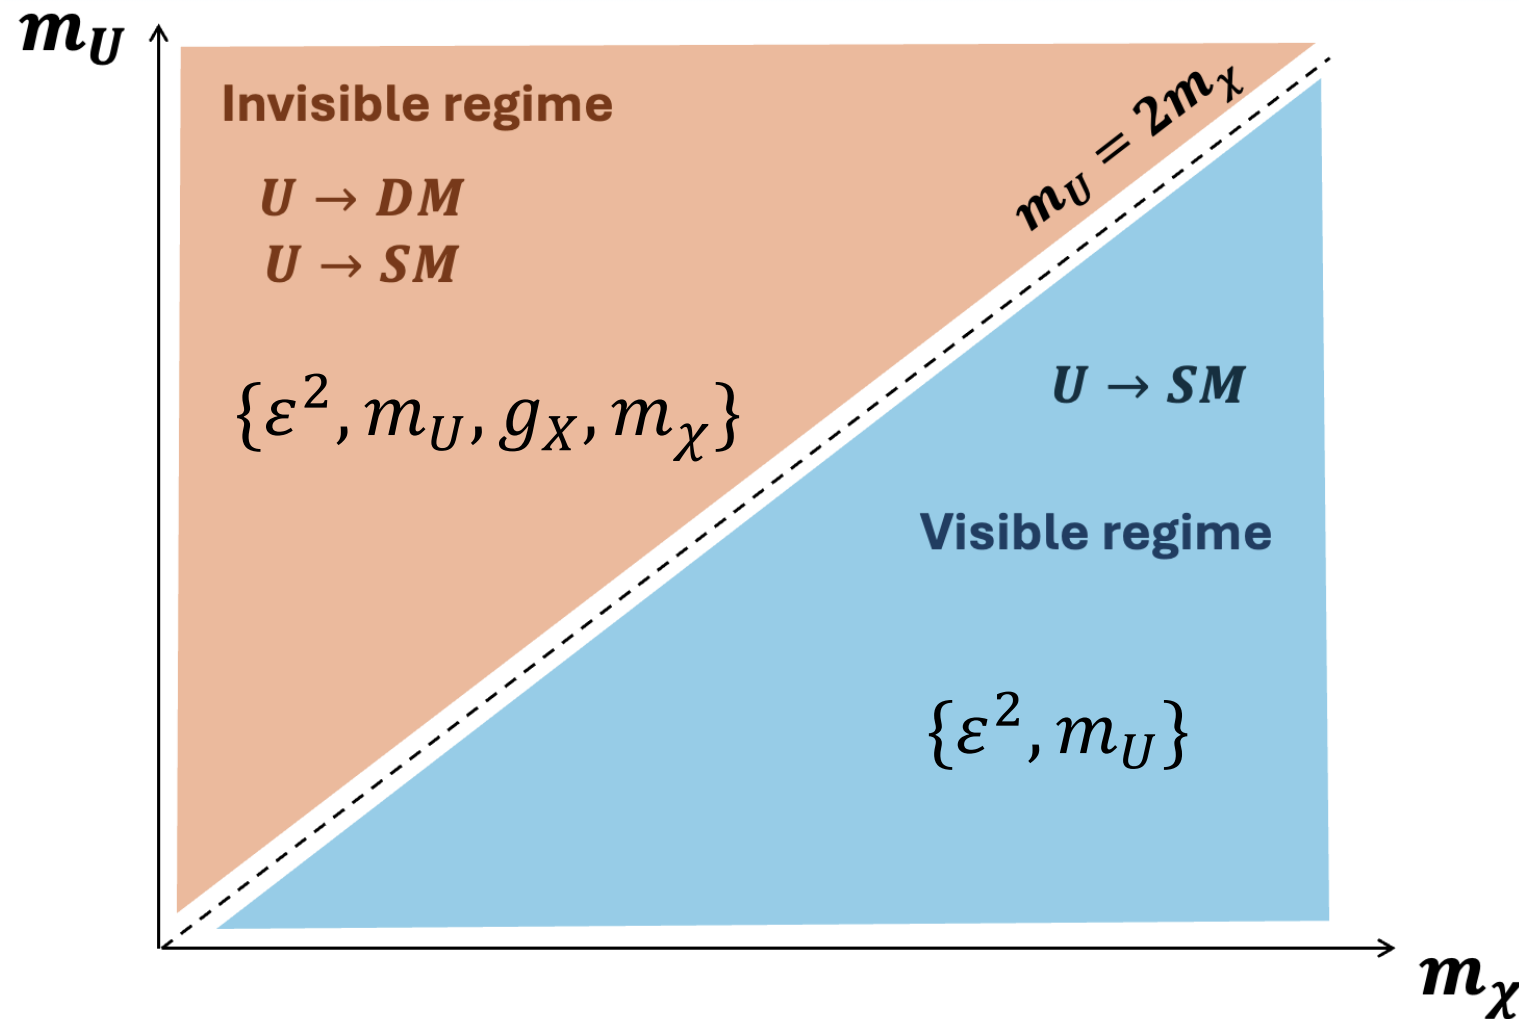 m_U
Invisible regime
U → DM
U → SM
{ε², m_U, g_X, m_χ}
m_U = 2m_χ
U → SM
Visible regime
{ε², m_U}
m_χ